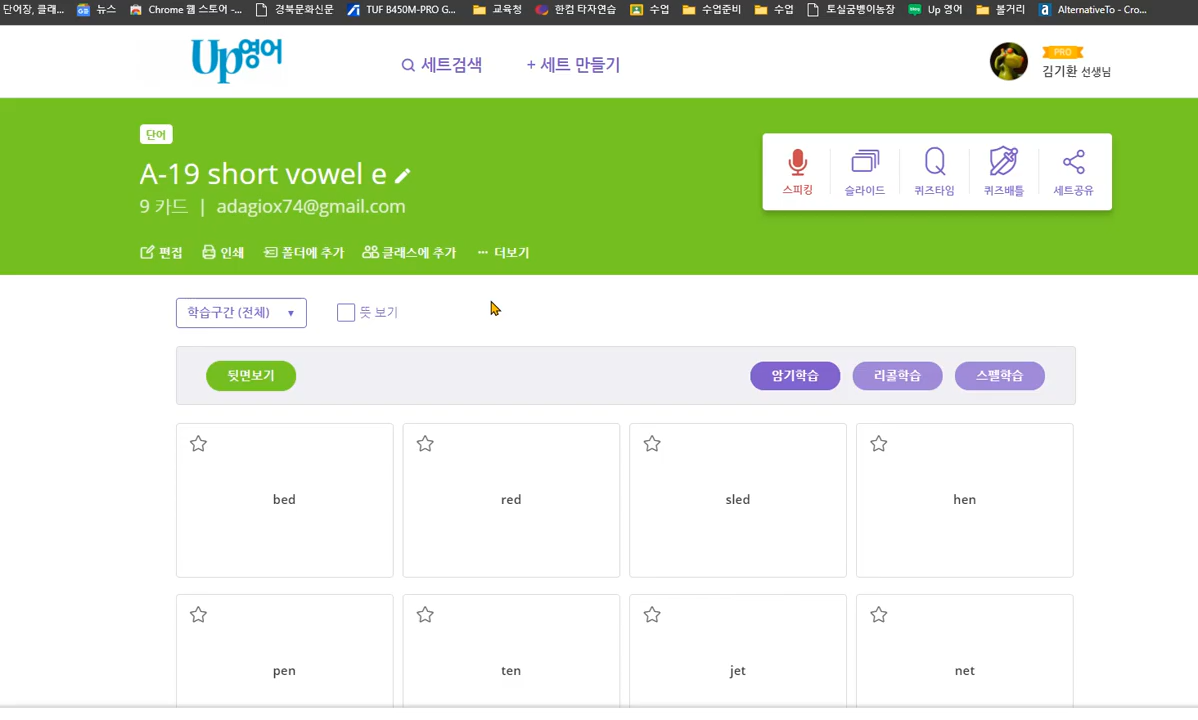 단어장, 클래... 뉴스 Chrome 웹 스토어 -... 경북문화신문 TUF B450M-PRO G... 교육청 한컴 타자연습 수업 수업준비 수업 토실굼벵이농장 Up 영어 볼거리 AlternativeTo - Cro...
Up영어
세트검색
+ 세트 만들기
PRO
김기환 선생님
단어
A-19 short vowel e
9 카드 | adagiox74@gmail.com
편집 인쇄 폴더에 추가 클래스에 추가 ··· 더보기
스피킹 슬라이드 퀴즈타임 퀴즈배틀 세트공유
학습구간 (전체) ▼ 뜻 보기
뒷면보기 암기학습 리콜학습 스펠학습
bed red sled hen
pen ten jet net